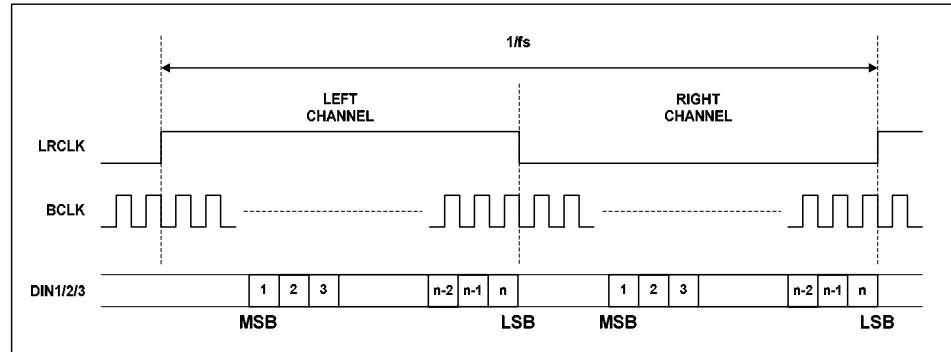 1/fs
LEFT
CHANNEL
RIGHT
CHANNEL
LRCLK
BCLK
DIN1/2/3 1 2 3 n-2 n-1 n 1 2 3 n-2 n-1 n
MSB LSB MSB LSB